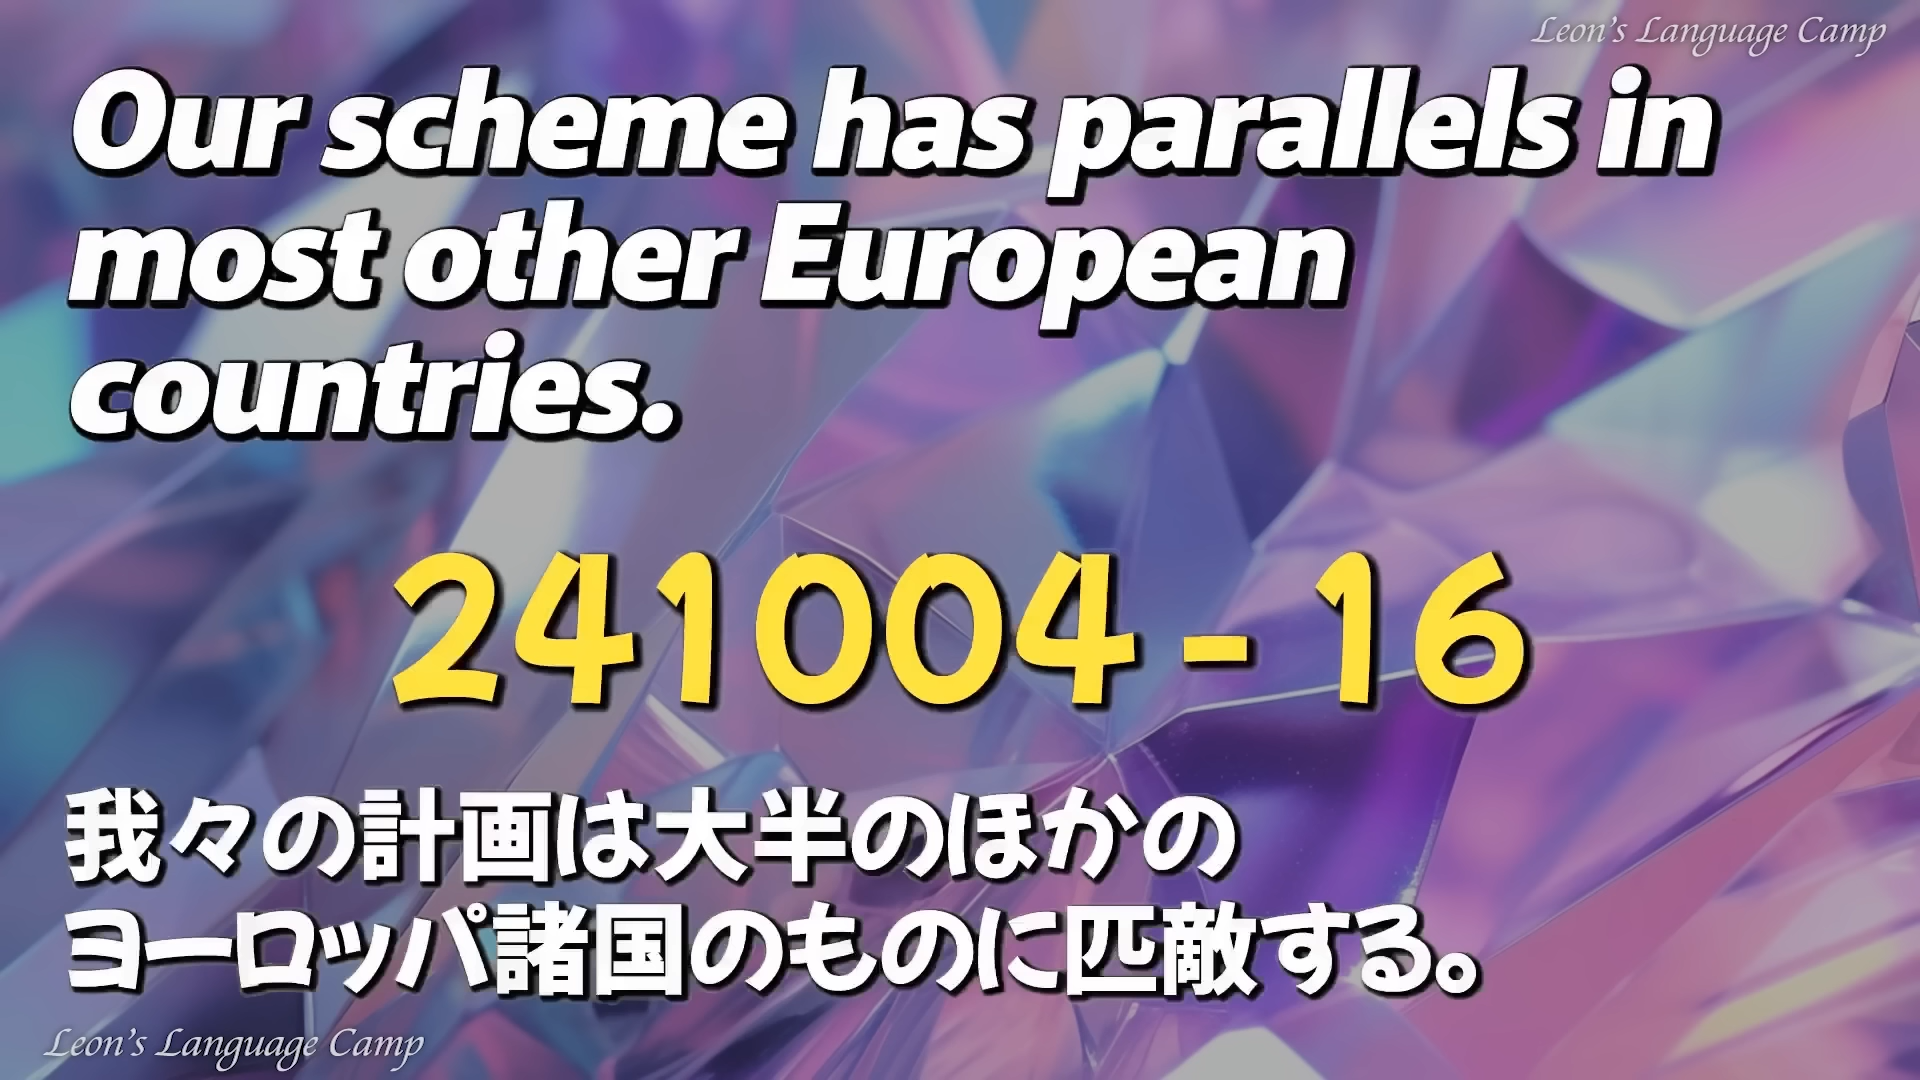 Leon's Language Camp
Our scheme has parallels in
most other European
countries.
241004-16
我々の計画は大半のほかの
ヨーロッパ諸国のものに匹敵する。
Leon's Language Camp